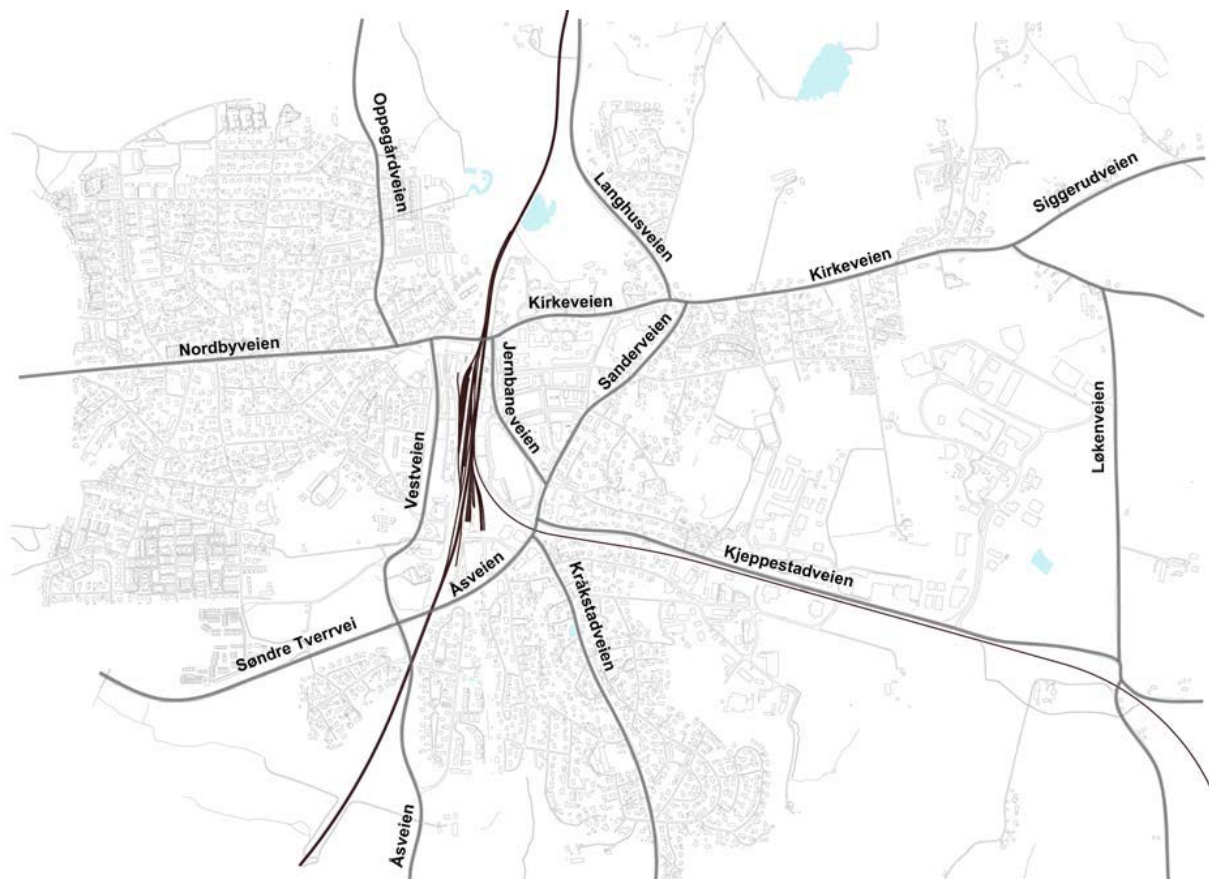 Oppegårdveien
Langhusveien
Siggerudveien
Kirkeveien
Kirkeveien
Nordbyveien
Jernbaneveien
Sanderveien
Vestveien
Løkenveien
Åsveien
Kjeppestadveien
Kråkstadveien
Søndre Tverrvei
Åsveien